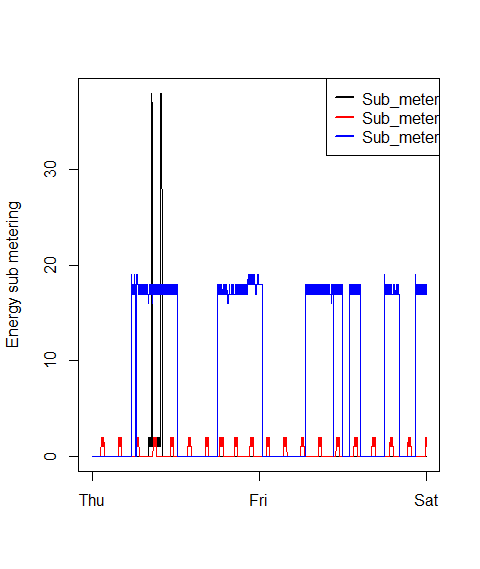 Sub_meter
Sub_meter
Sub_meter
Energy sub metering
30
20
10
0
Thu Fri Sat